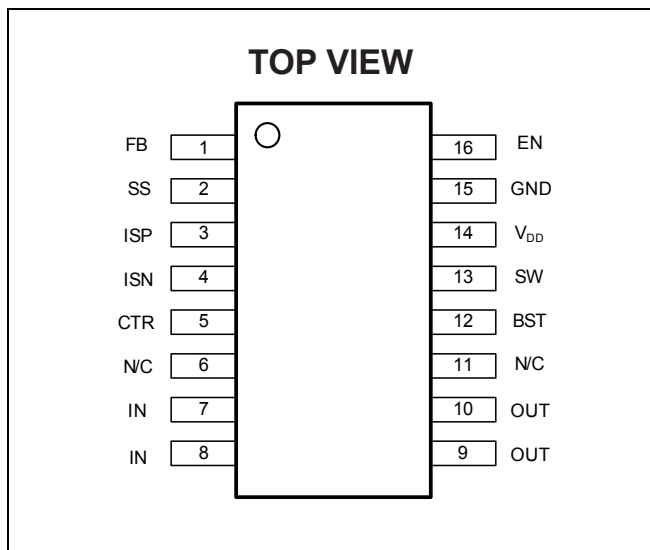 TOP VIEW
FB 1 16 EN
SS 2 15 GND
ISP 3 14 VDD
ISN 4 13 SW
CTR 5 12 BST
N/C 6 11 N/C
IN 7 10 OUT
IN 8 9 OUT